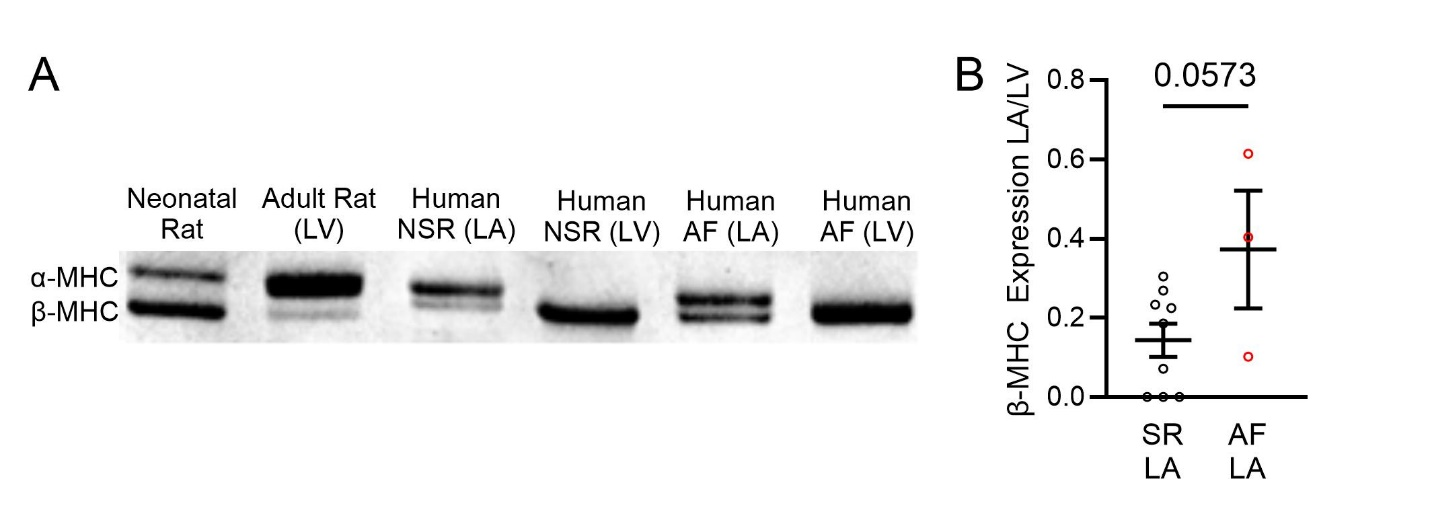 A
Neonatal
Rat
Adult Rat
(LV)
Human
NSR (LA)
Human
NSR (LV)
Human
AF (LA)
Human
AF (LV)
α-MHC
β-MHC
B
β-MHC Expression LA/LV
0.8
0.6
0.4
0.2
0.0
0.0573
SR
LA
AF
LA